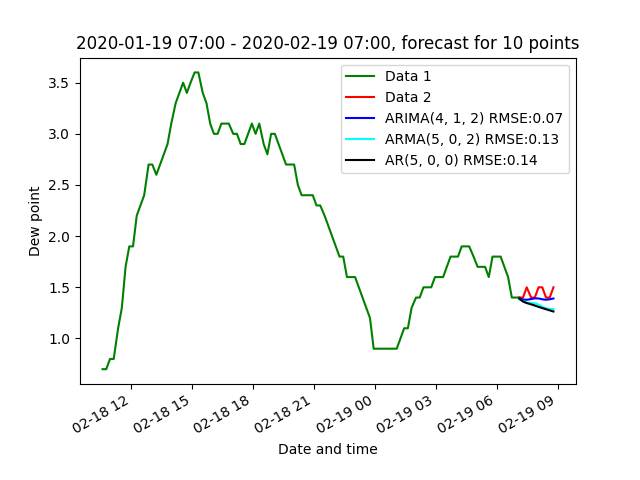 2020-01-19 07:00 - 2020-02-19 07:00, forecast for 10 points
Data 1
Data 2
ARIMA(4, 1, 2) RMSE:0.07
ARMA(5, 0, 2) RMSE:0.13
AR(5, 0, 0) RMSE:0.14
Dew point
3.5
3.0
2.5
2.0
1.5
1.0
02-18 12
02-18 15
02-18 18
02-18 21
02-19 00
02-19 03
02-19 06
02-19 09
Date and time